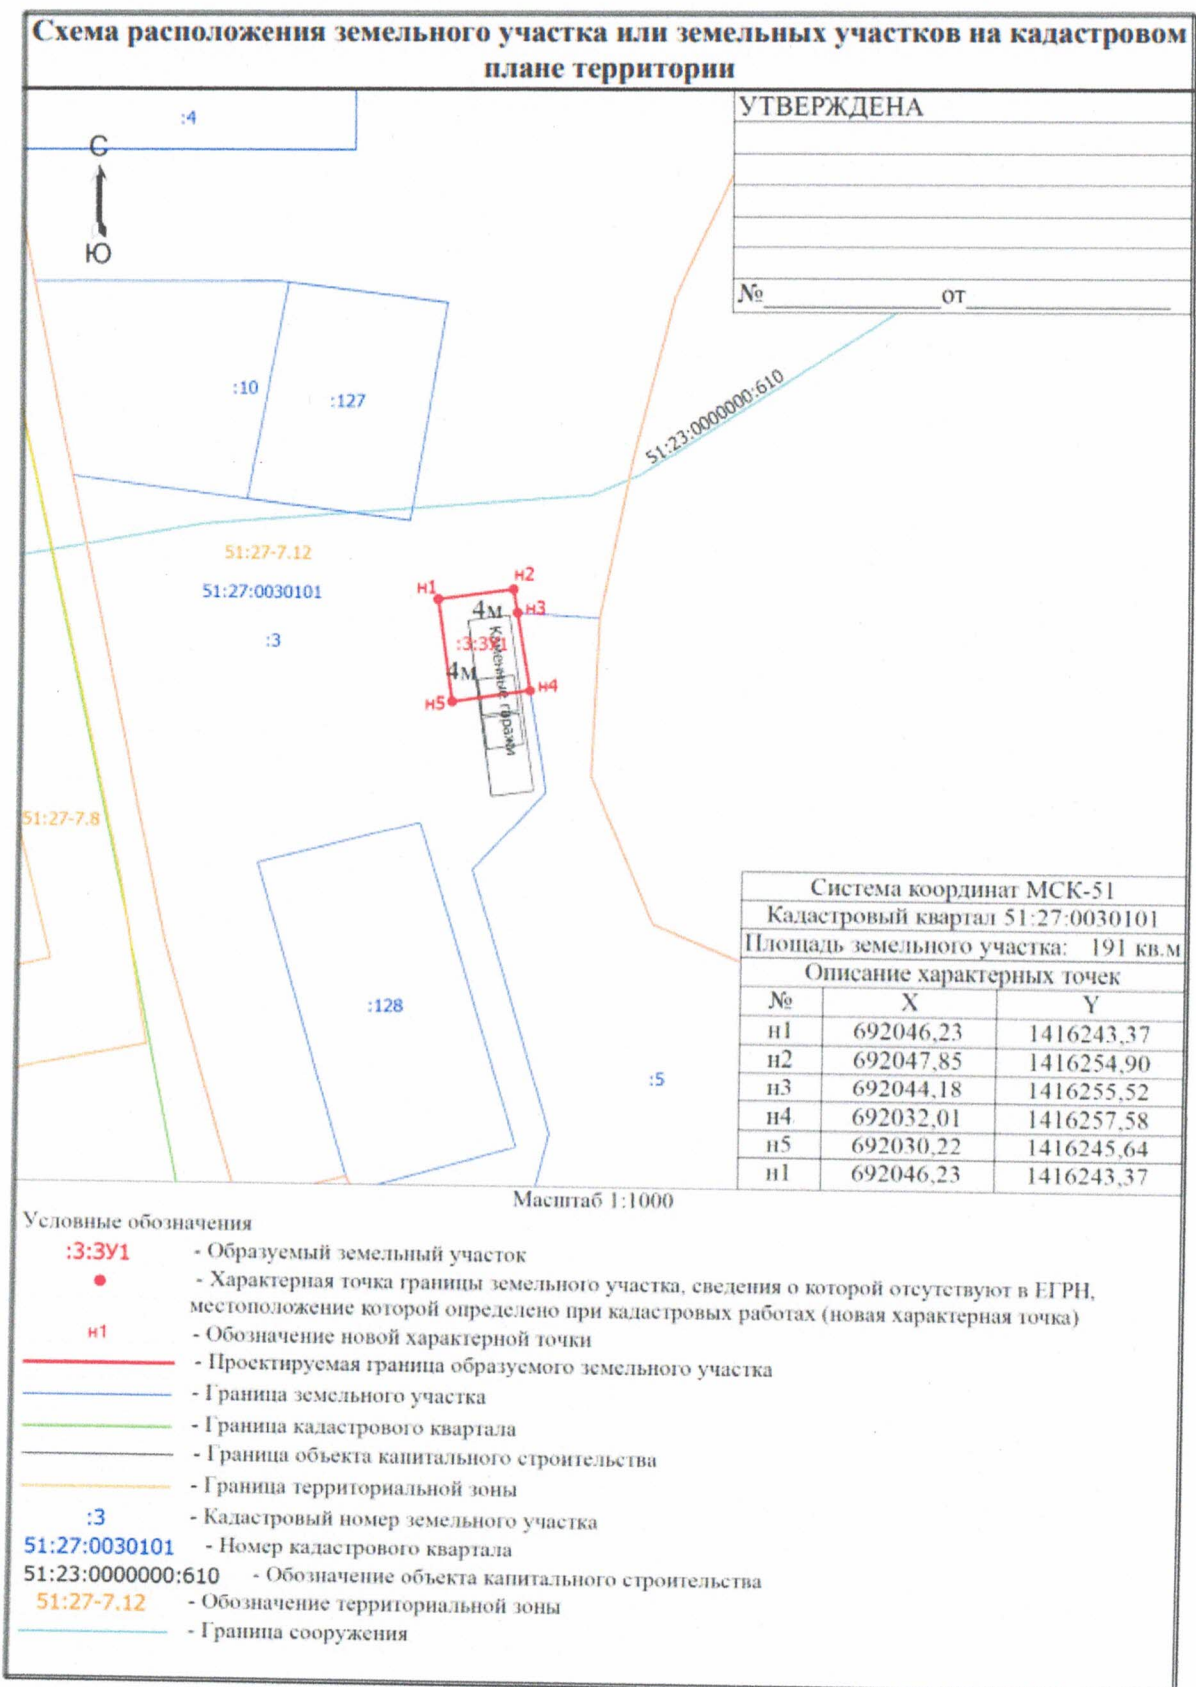 Схема расположения земельного участка или земельных участков на кадастровом
плане территории
УТВЕРЖДЕНА
№______________от________________
:4
С
Ю
:10
:127
51:23:0000000:610
51:27-7.12
51:27:0030101
:3
н1
н2
4м
н3
:3:ЗУ1
4м
н4
н5
Каменные гаражи
51:27-7.8
:128
:5
Система координат МСК-51
Кадастровый квартал 51:27:0030101
Площадь земельного участка: 191 кв.м
Описание характерных точек
№ X Y
н1 692046,23 1416243,37
н2 692047,85 1416254,90
н3 692044,18 1416255,52
н4 692032,01 1416257,58
н5 692030,22 1416245,64
н1 692046,23 1416243,37
Масштаб 1:1000
Условные обозначения
:3:ЗУ1 - Образуемый земельный участок
- Характерная точка границы земельного участка, сведения о которой отсутствуют в ЕГРН,
местоположение которой определено при кадастровых работах (новая характерная точка)
н1 - Обозначение новой характерной точки
- Проектируемая граница образуемого земельного участка
- Граница земельного участка
- Граница кадастрового квартала
- Граница объекта капитального строительства
- Граница территориальной зоны
:3 - Кадастровый номер земельного участка
51:27:0030101 - Номер кадастрового квартала
51:23:0000000:610 - Обозначение объекта капитального строительства
51:27-7.12 - Обозначение территориальной зоны
- Граница сооружения